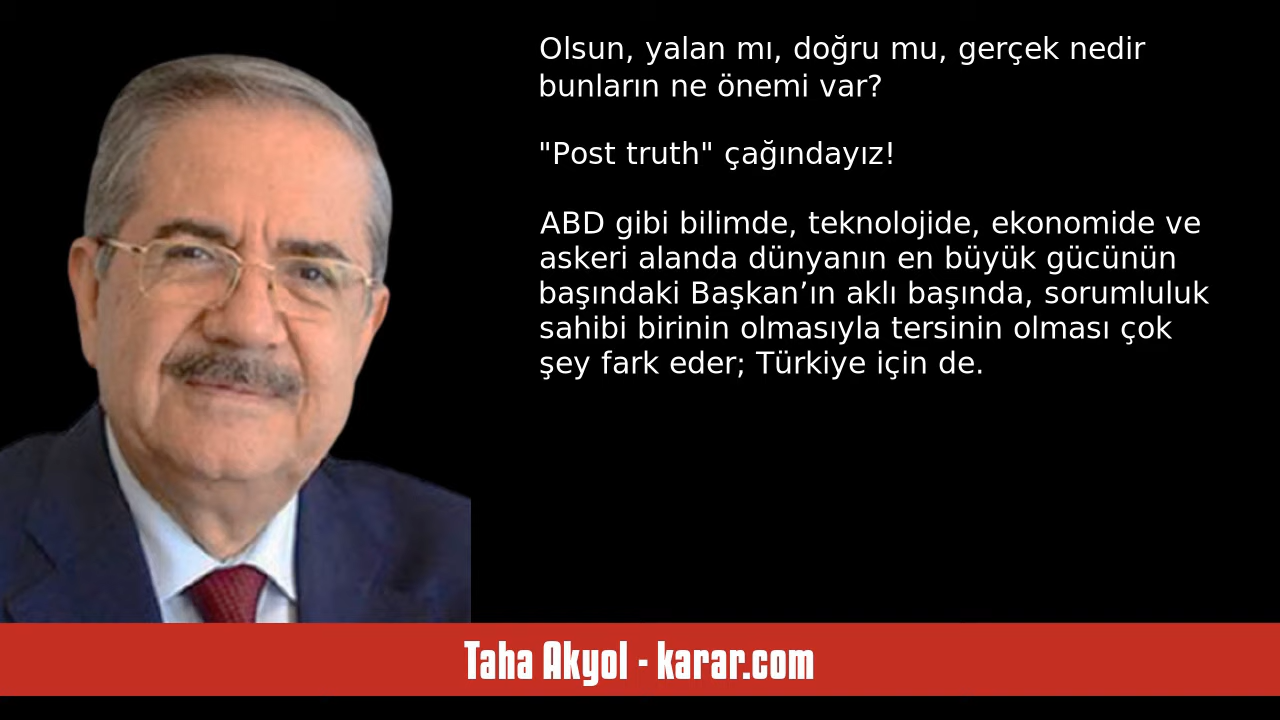 Olsun, yalan mı, doğru mu, gerçek nedir
bunların ne önemi var?
"Post truth" çağındayız!
ABD gibi bilimde, teknolojide, ekonomide ve
askeri alanda dünyanın en büyük gücünün
başındaki Başkan’ın aklı başında, sorumluluk
sahibi birinin olmasıyla tersinin olması çok
şey fark eder; Türkiye için de.
Taha Akyol - karar.com